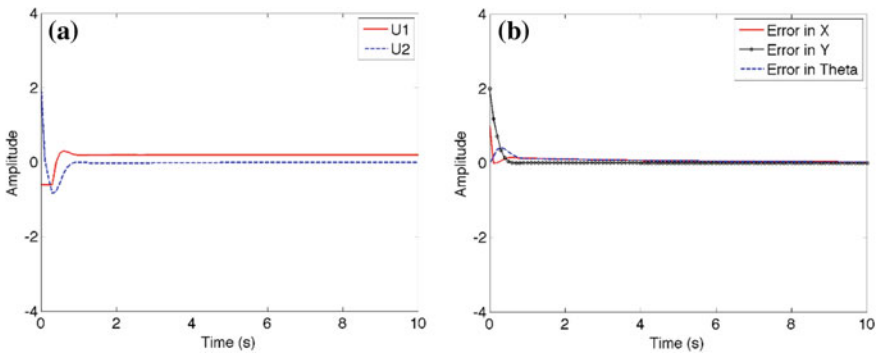 (a)
U1
U2
4
2
0
-2
-4
Amplitude
0 2 4 6 8 10
Time (s)
(b)
Error in X
Error in Y
Error in Theta
4
2
0
-2
-4
Amplitude
0 2 4 6 8 10
Time (s)